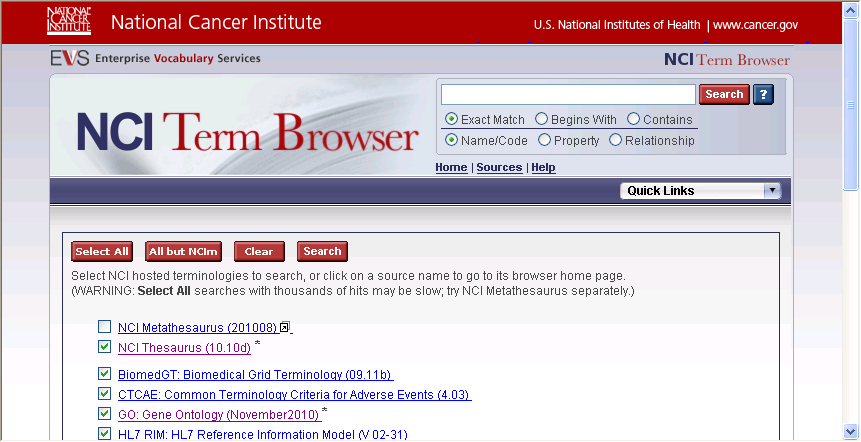 NATIONAL CANCER INSTITUTE
National Cancer Institute
U.S. National Institutes of Health | www.cancer.gov
EVS Enterprise Vocabulary Services
NCI Term Browser
NCI Term Browser
Search ?
Exact Match Begins With Contains
Name/Code Property Relationship
Home | Sources | Help
Quick Links
Select All All but NCIm Clear Search
Select NCI hosted terminologies to search, or click on a source name to go to its browser home page.
(WARNING: Select All searches with thousands of hits may be slow; try NCI Metathesaurus separately.)
NCI Metathesaurus (201008)
NCI Thesaurus (10.10d) *
BiomedGT: Biomedical Grid Terminology (09.11b)
CTCAE: Common Terminology Criteria for Adverse Events (4.03)
GO: Gene Ontology (November2010) *
HL7 RIM: HL7 Reference Information Model (V 02-31)